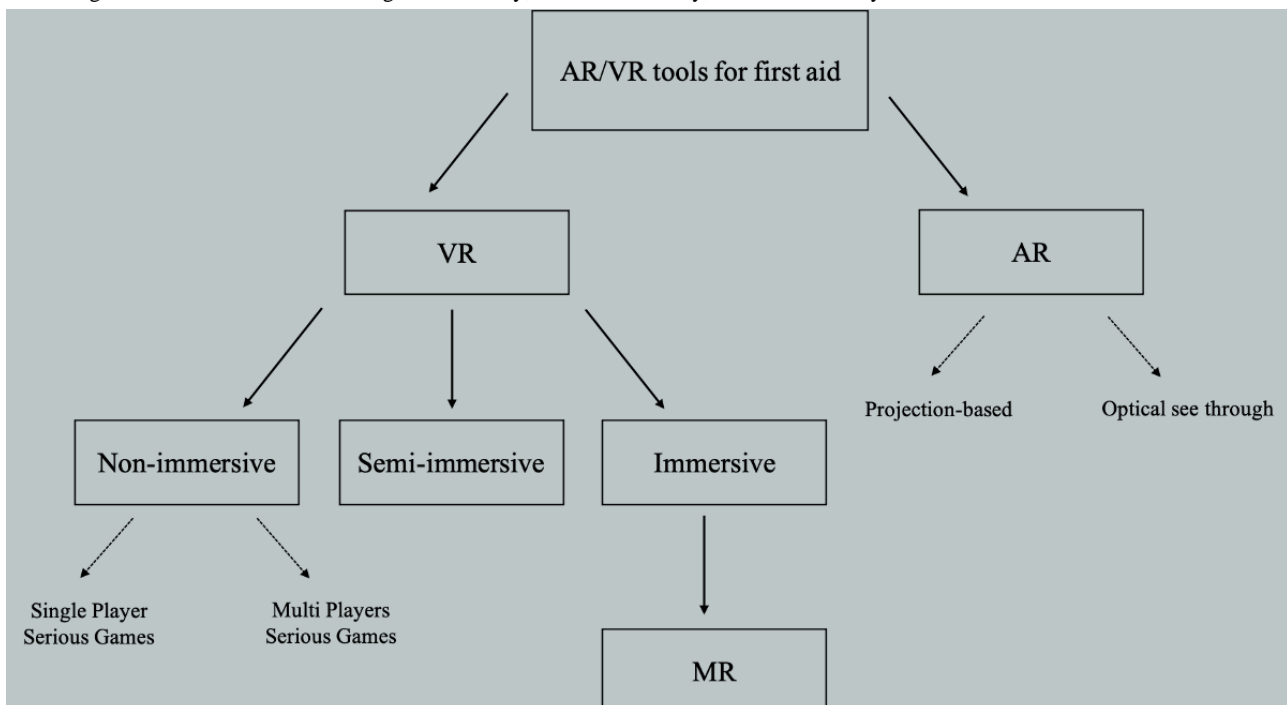 AR/VR tools for first aid
VR
AR
Projection-based
Optical see through
Non-immersive
Semi-immersive
Immersive
Single Player
Serious Games
Multi Players
Serious Games
MR